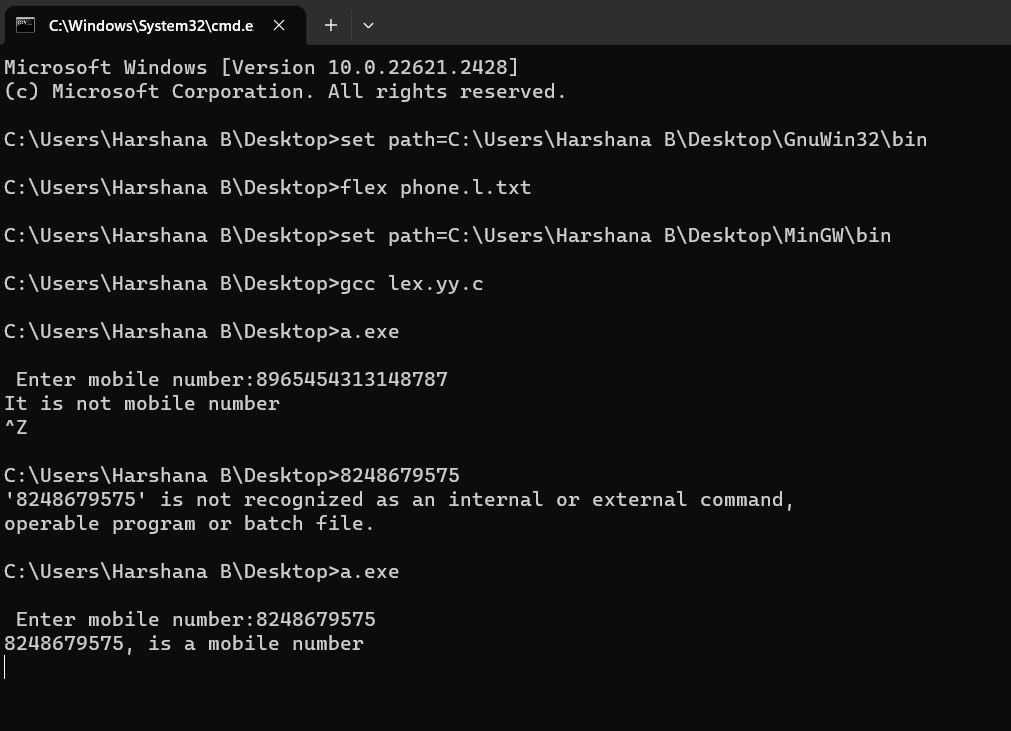 C:\Windows\System32\cmd.e
Microsoft Windows [Version 10.0.22621.2428]
(c) Microsoft Corporation. All rights reserved.
C:\Users\Harshana B\Desktop>set path=C:\Users\Harshana B\Desktop\GnuWin32\bin
C:\Users\Harshana B\Desktop>flex phone.l.txt
C:\Users\Harshana B\Desktop>set path=C:\Users\Harshana B\Desktop\MinGW\bin
C:\Users\Harshana B\Desktop>gcc lex.yy.c
C:\Users\Harshana B\Desktop>a.exe
Enter mobile number:8965454313148787
It is not mobile number
^Z
C:\Users\Harshana B\Desktop>8248679575
'8248679575' is not recognized as an internal or external command,
operable program or batch file.
C:\Users\Harshana B\Desktop>a.exe
Enter mobile number:8248679575
8248679575, is a mobile number